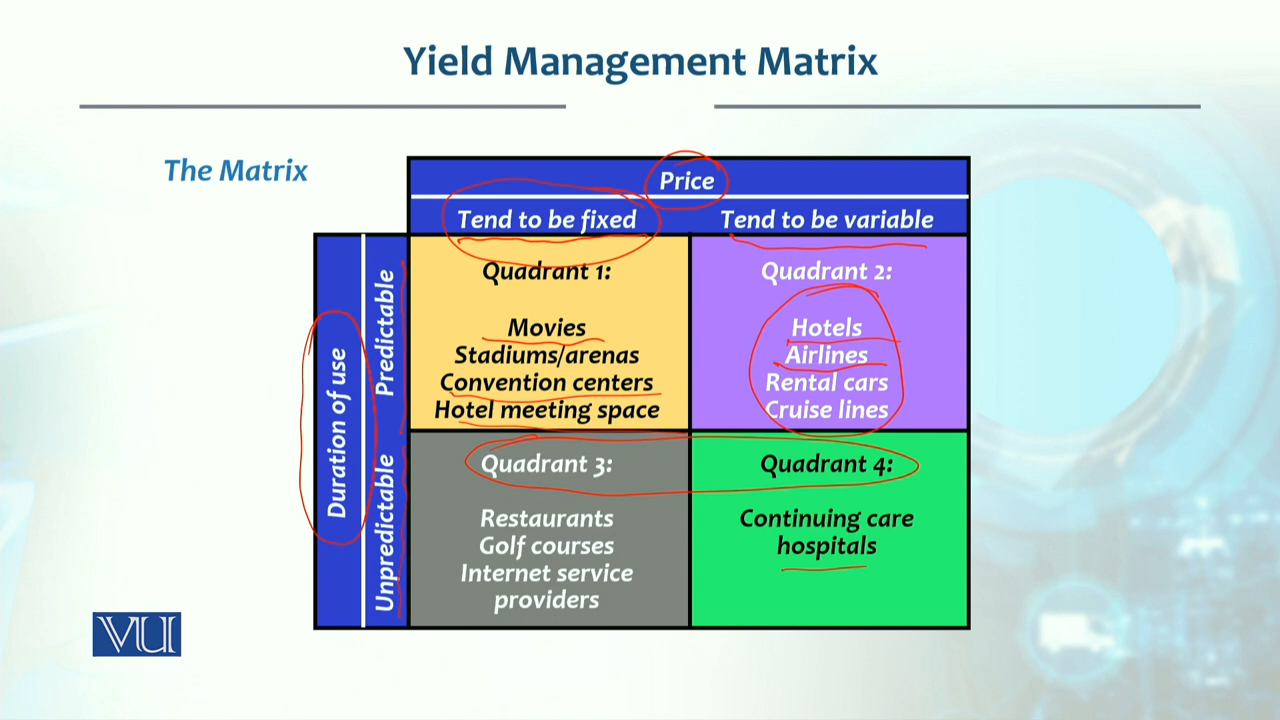 Yield Management Matrix
The Matrix
Price
Tend to be fixed
Tend to be variable
Duration of use
Predictable
Quadrant 1:
Movies
Stadiums/arenas
Convention centers
Hotel meeting space
Quadrant 2:
Hotels
Airlines
Rental cars
Cruise lines
Unpredictable
Quadrant 3:
Restaurants
Golf courses
Internet service
providers
Quadrant 4:
Continuing care
hospitals
VU